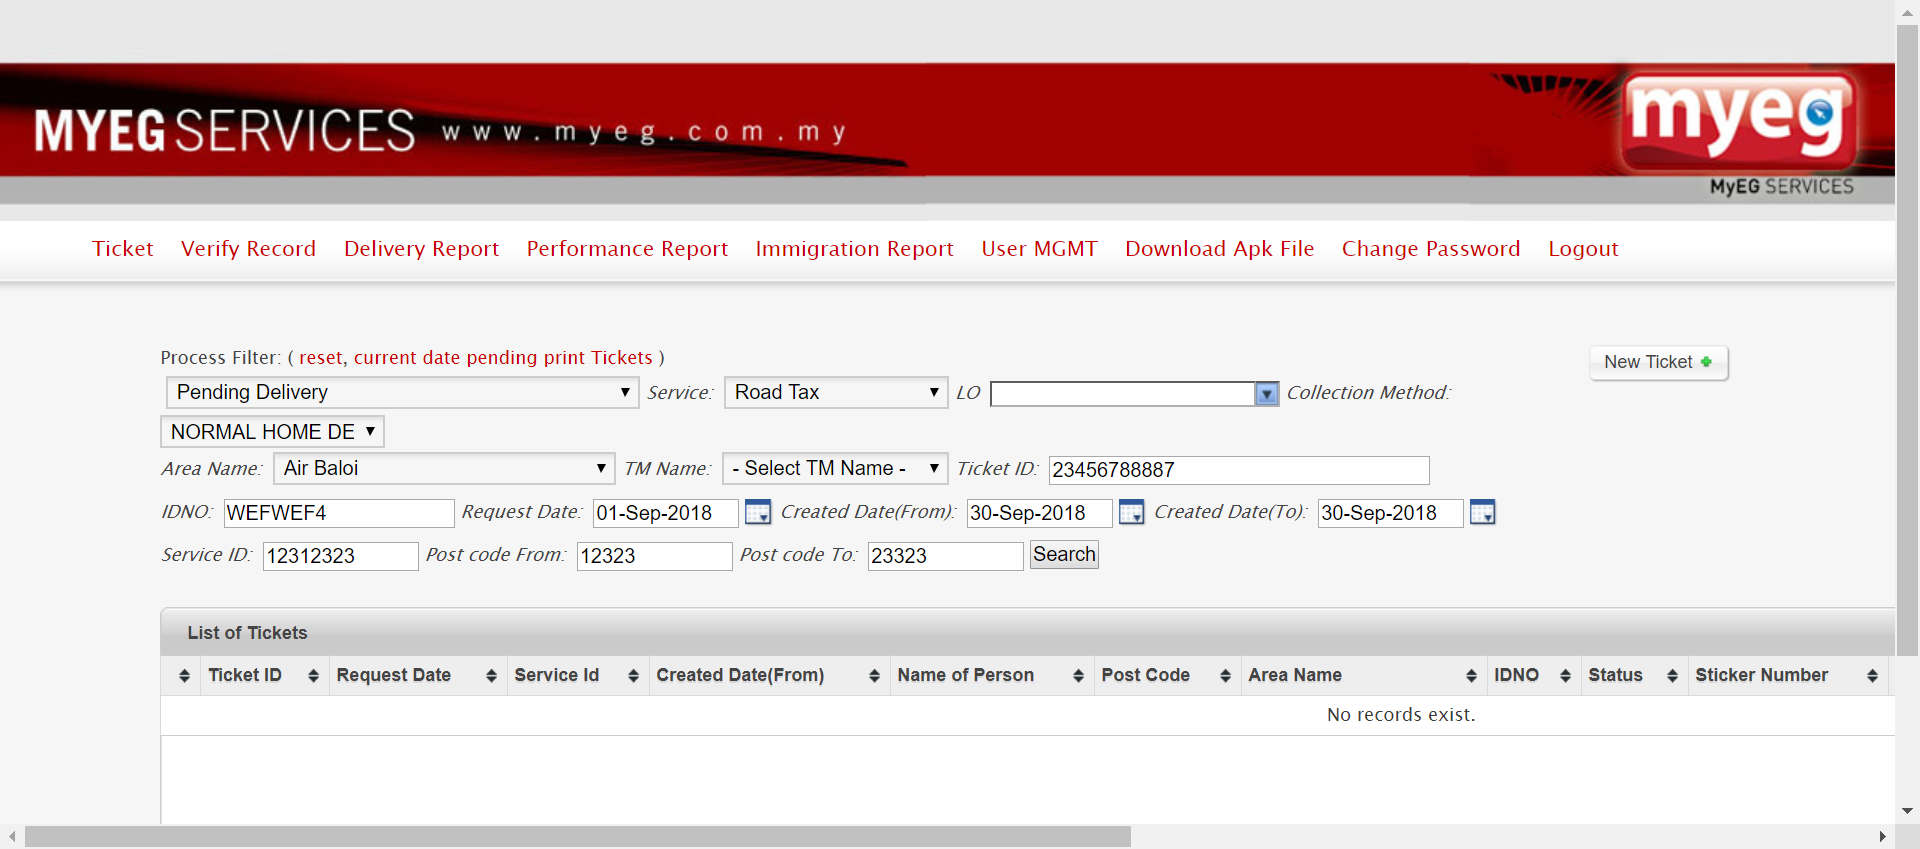 MYEG SERVICES www.myeg.com.my
myeg
MyEG SERVICES
Ticket Verify Record Delivery Report Performance Report Immigration Report User MGMT Download Apk File Change Password Logout
Process Filter: ( reset, current date pending print Tickets )
New Ticket
Pending Delivery Service: Road Tax LO Collection Method:
NORMAL HOME DE
Area Name: Air Baloi TM Name: - Select TM Name - Ticket ID: 23456788887
IDNO: WEFWEF4 Request Date: 01-Sep-2018 Created Date(From): 30-Sep-2018 Created Date(To): 30-Sep-2018
Service ID: 12312323 Post code From: 12323 Post code To: 23323 Search
List of Tickets
Ticket ID Request Date Service Id Created Date(From) Name of Person Post Code Area Name IDNO Status Sticker Number
No records exist.